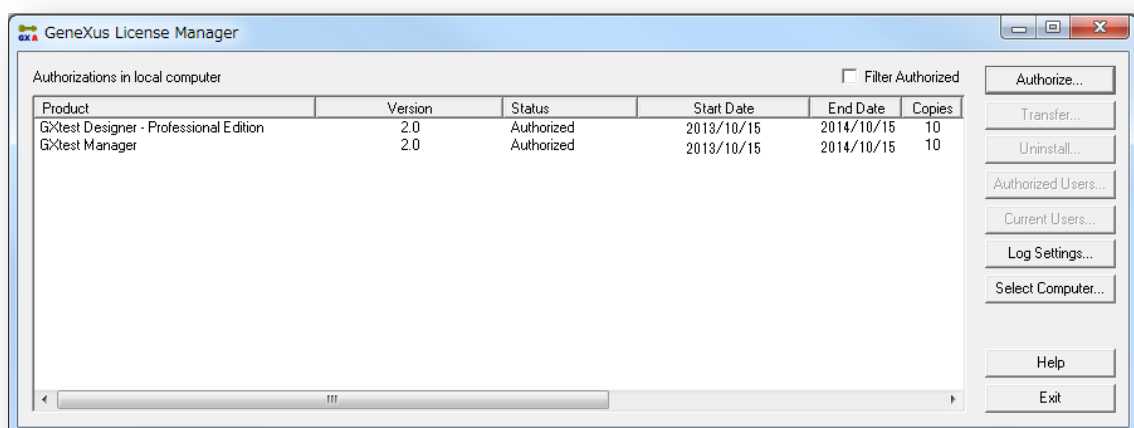 GX GeneXus License Manager
Authorizations in local computer
Filter Authorized
Product Version Status Start Date End Date Copies
GXtest Designer - Professional Edition 2.0 Authorized 2013/10/15 2014/10/15 10
GXtest Manager 2.0 Authorized 2013/10/15 2014/10/15 10
Authorize...
Transfer...
Uninstall...
Authorized Users...
Current Users...
Log Settings...
Select Computer...
Help
Exit